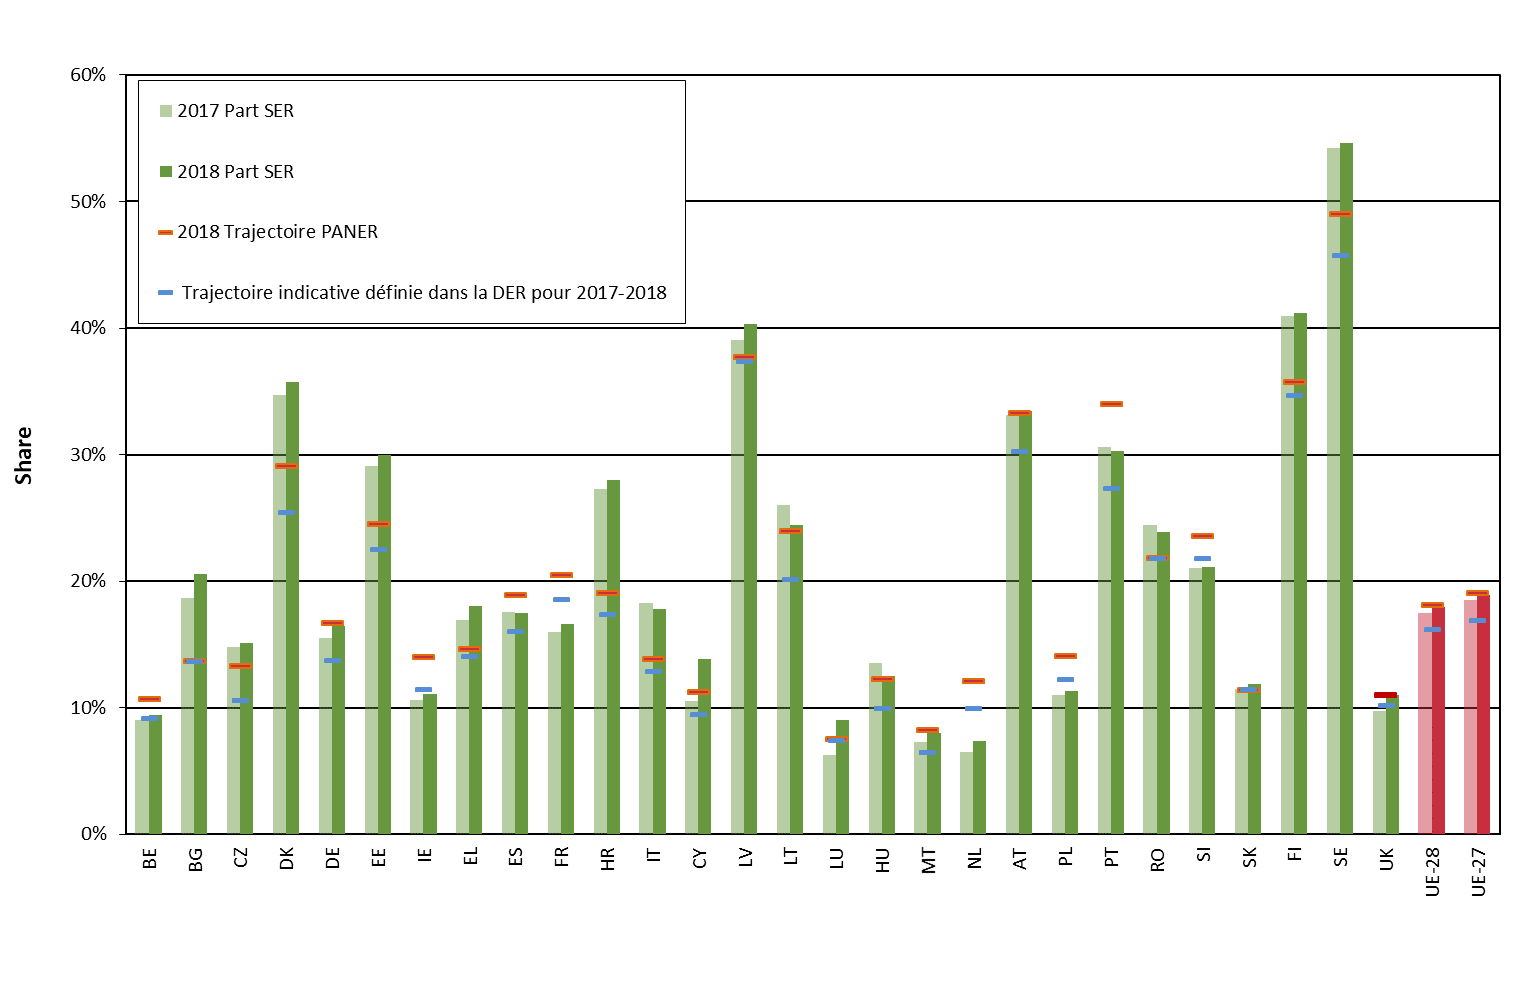 60%
50%
40%
30%
20%
10%
0%
Share
2017 Part SER
2018 Part SER
2018 Trajectoire PANER
Trajectoire indicative définie dans la DER pour 2017-2018
BE
BG
CZ
DK
DE
EE
IE
EL
ES
FR
HR
IT
CY
LV
LT
LU
HU
MT
NL
AT
PL
PT
RO
SI
SK
FI
SE
UK
UE-28
UE-27